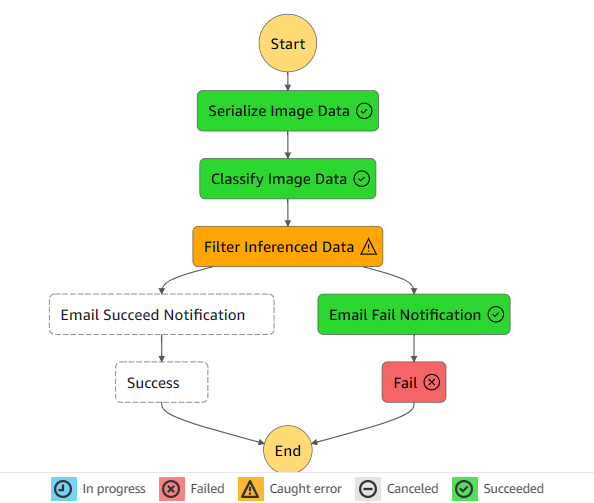 Start
Serialize Image Data
Classify Image Data
Filter Inferenced Data
Email Succeed Notification
Email Fail Notification
Success
Fail
End
In progress
Failed
Caught error
Canceled
Succeeded